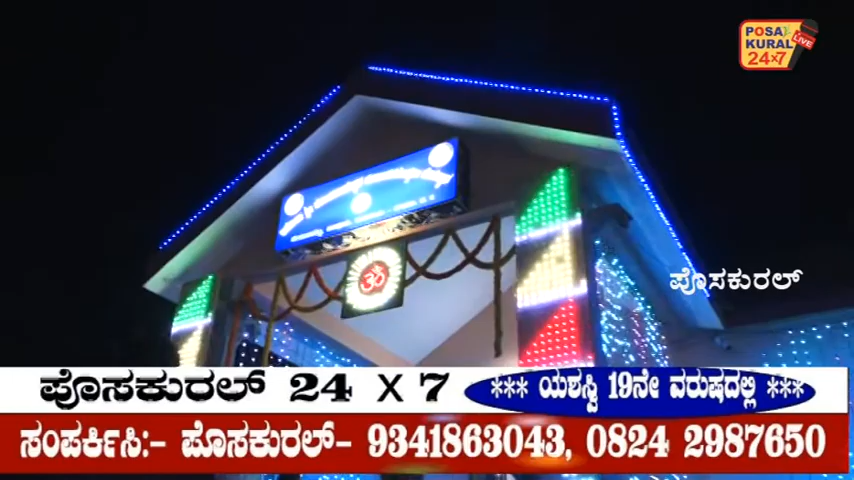 POSA
KURAL
24x7
LIVE
ॐ
ಪೊಸಕುರಲ್
ಪೊಸಕುರಲ್ 24 X 7
*** ಯಶಸ್ವಿ 19ನೇ ವರುಷದಲ್ಲಿ ***
ಸಂಪರ್ಕಿಸಿ:- ಪೊಸಕುರಲ್- 9341863043, 0824 2987650